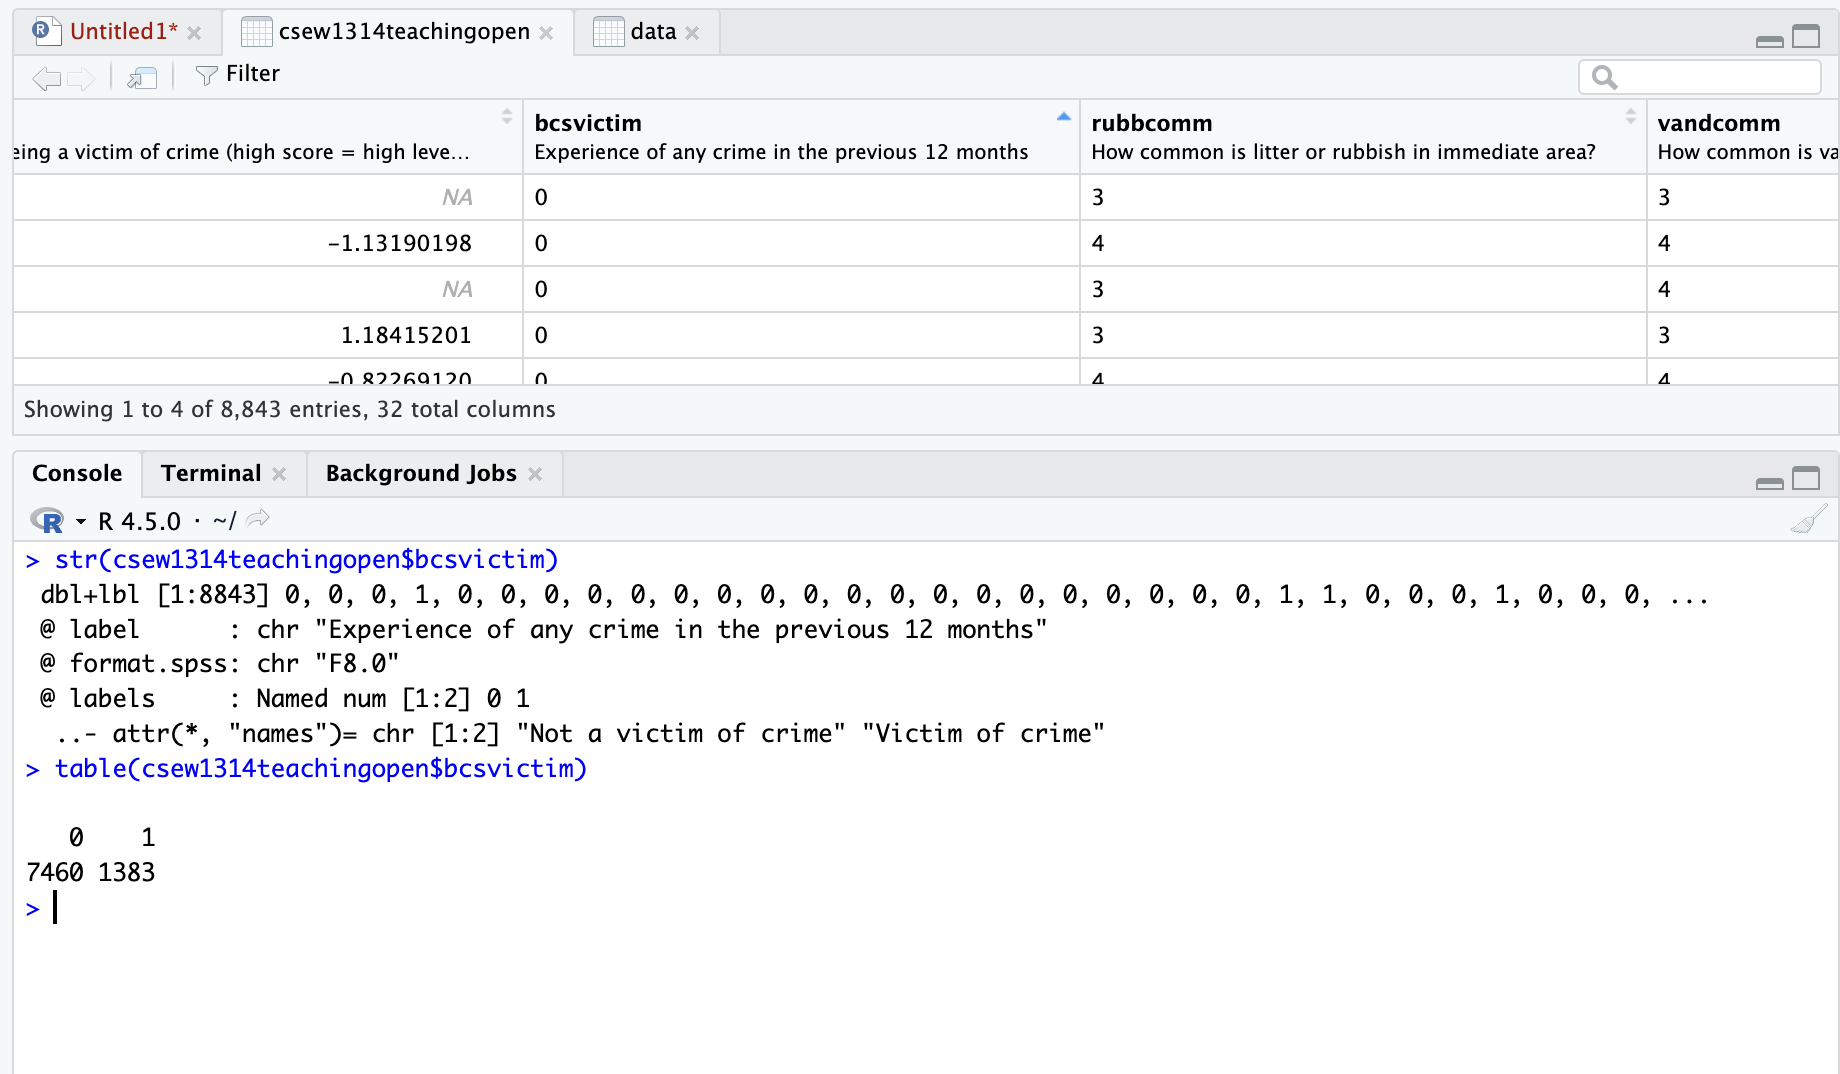 Untitled1* csew1314teachingopen data
Filter
bcsvictim rubbcomm vandcomm
eing a victim of crime (high score = high leve... Experience of any crime in the previous 12 months How common is litter or rubbish in immediate area? How common is va
NA 0 3 3
-1.13190198 0 4 4
NA 0 3 4
1.18415201 0 3 3
-0.82269120 0 4 4
Showing 1 to 4 of 8,843 entries, 32 total columns
Console Terminal Background Jobs
R R 4.5.0 · ~/
> str(csew1314teachingopen$bcsvictim)
dbl+lbl [1:8843] 0, 0, 0, 1, 0, 0, 0, 0, 0, 0, 0, 0, 0, 0, 0, 0, 0, 0, 0, 0, 0, 0, 0, 1, 1, 0, 0, 0, 1, 0, 0, 0, ...
@ label : chr "Experience of any crime in the previous 12 months"
@ format.spss: chr "F8.0"
@ labels : Named num [1:2] 0 1
..- attr(*, "names")= chr [1:2] "Not a victim of crime" "Victim of crime"
> table(csew1314teachingopen$bcsvictim)
0 1
7460 1383
>